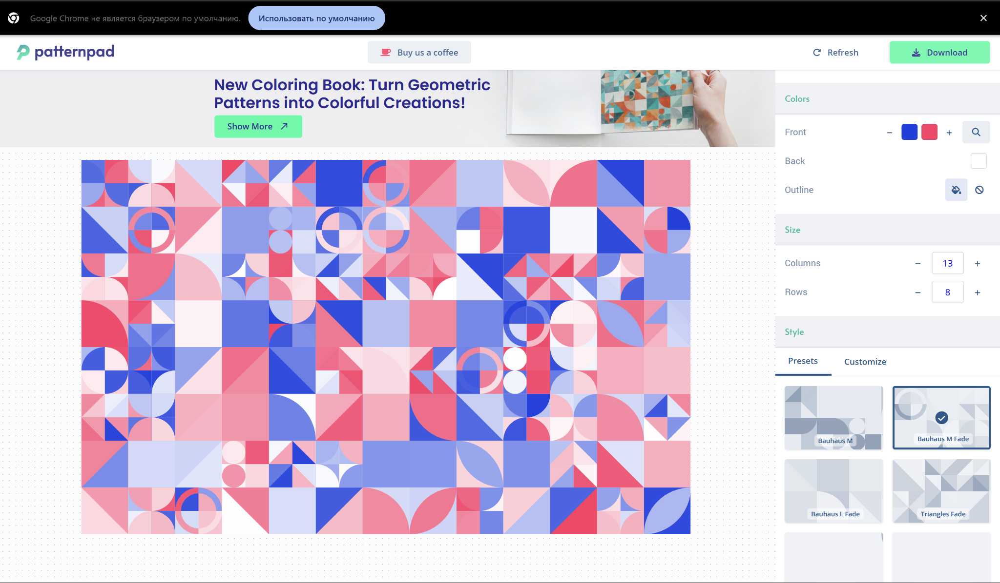 Google Chrome не является браузером по умолчанию.
Использовать по умолчанию
patternpad
Buy us a coffee
Refresh
Download
New Coloring Book: Turn Geometric
Patterns into Colorful Creations!
Show More
Colors
Front
Back
Outline
Size
Columns
13
Rows
8
Style
Presets
Customize
Bauhaus M
Bauhaus M Fade
Bauhaus L Fade
Triangles Fade